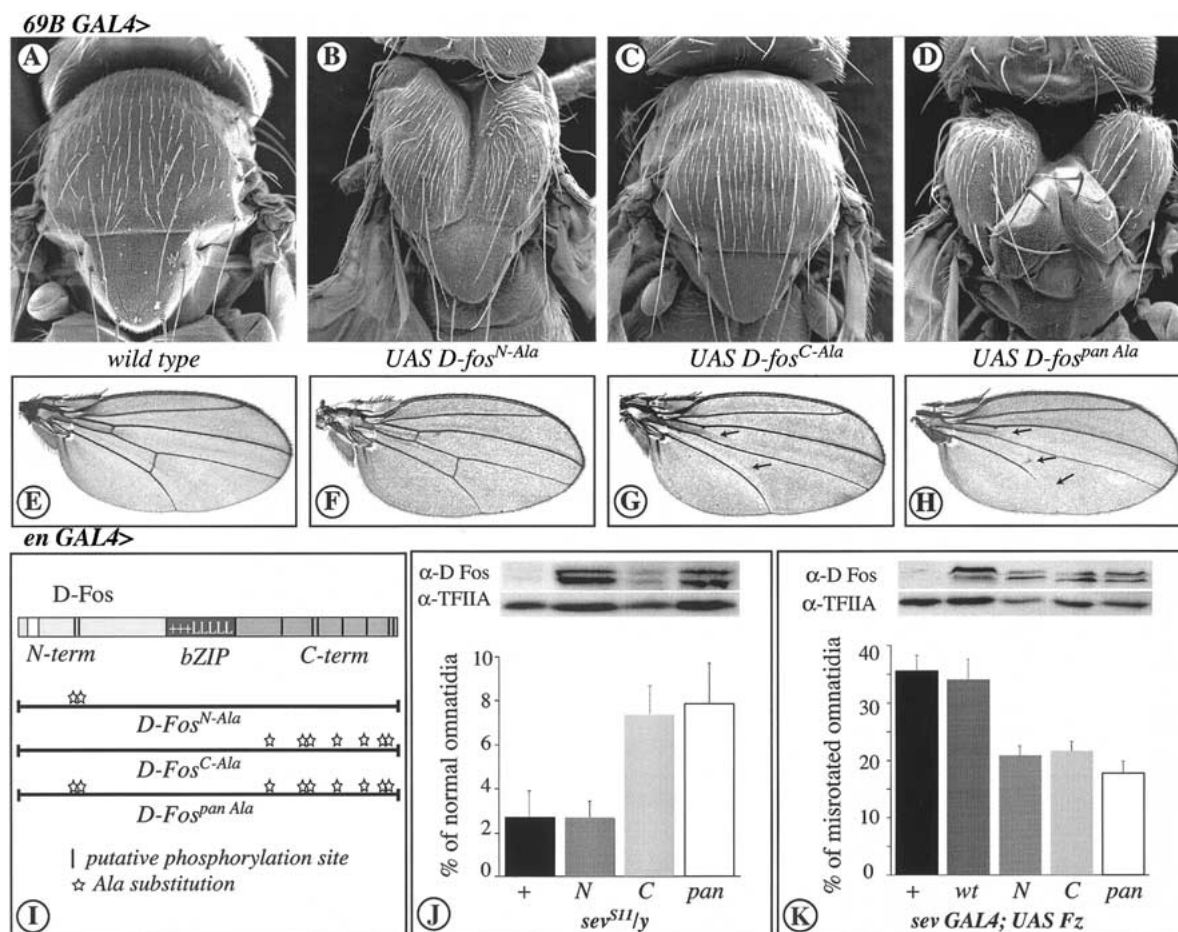 69B GAL4>
A
B
C
D
wild type
UAS D-fos^N-Ala
UAS D-fos^C-Ala
UAS D-fos^pan Ala
E
F
G
H
en GAL4>
D-Fos
+++LLLLL
N-term
bZIP
C-term
D-Fos^N-Ala
D-Fos^C-Ala
D-Fos^pan Ala
| putative phosphorylation site
☆ Ala substitution
I
α-D Fos
α-TFIIA
% of normal omnatidia
10
8
6
4
2
0
+
N
C
pan
sev^S11/y
J
α-D Fos
α-TFIIA
% of misrotated omnatidia
30
30
20
10
0
+
wt
N
C
pan
sev GAL4; UAS Fz
K